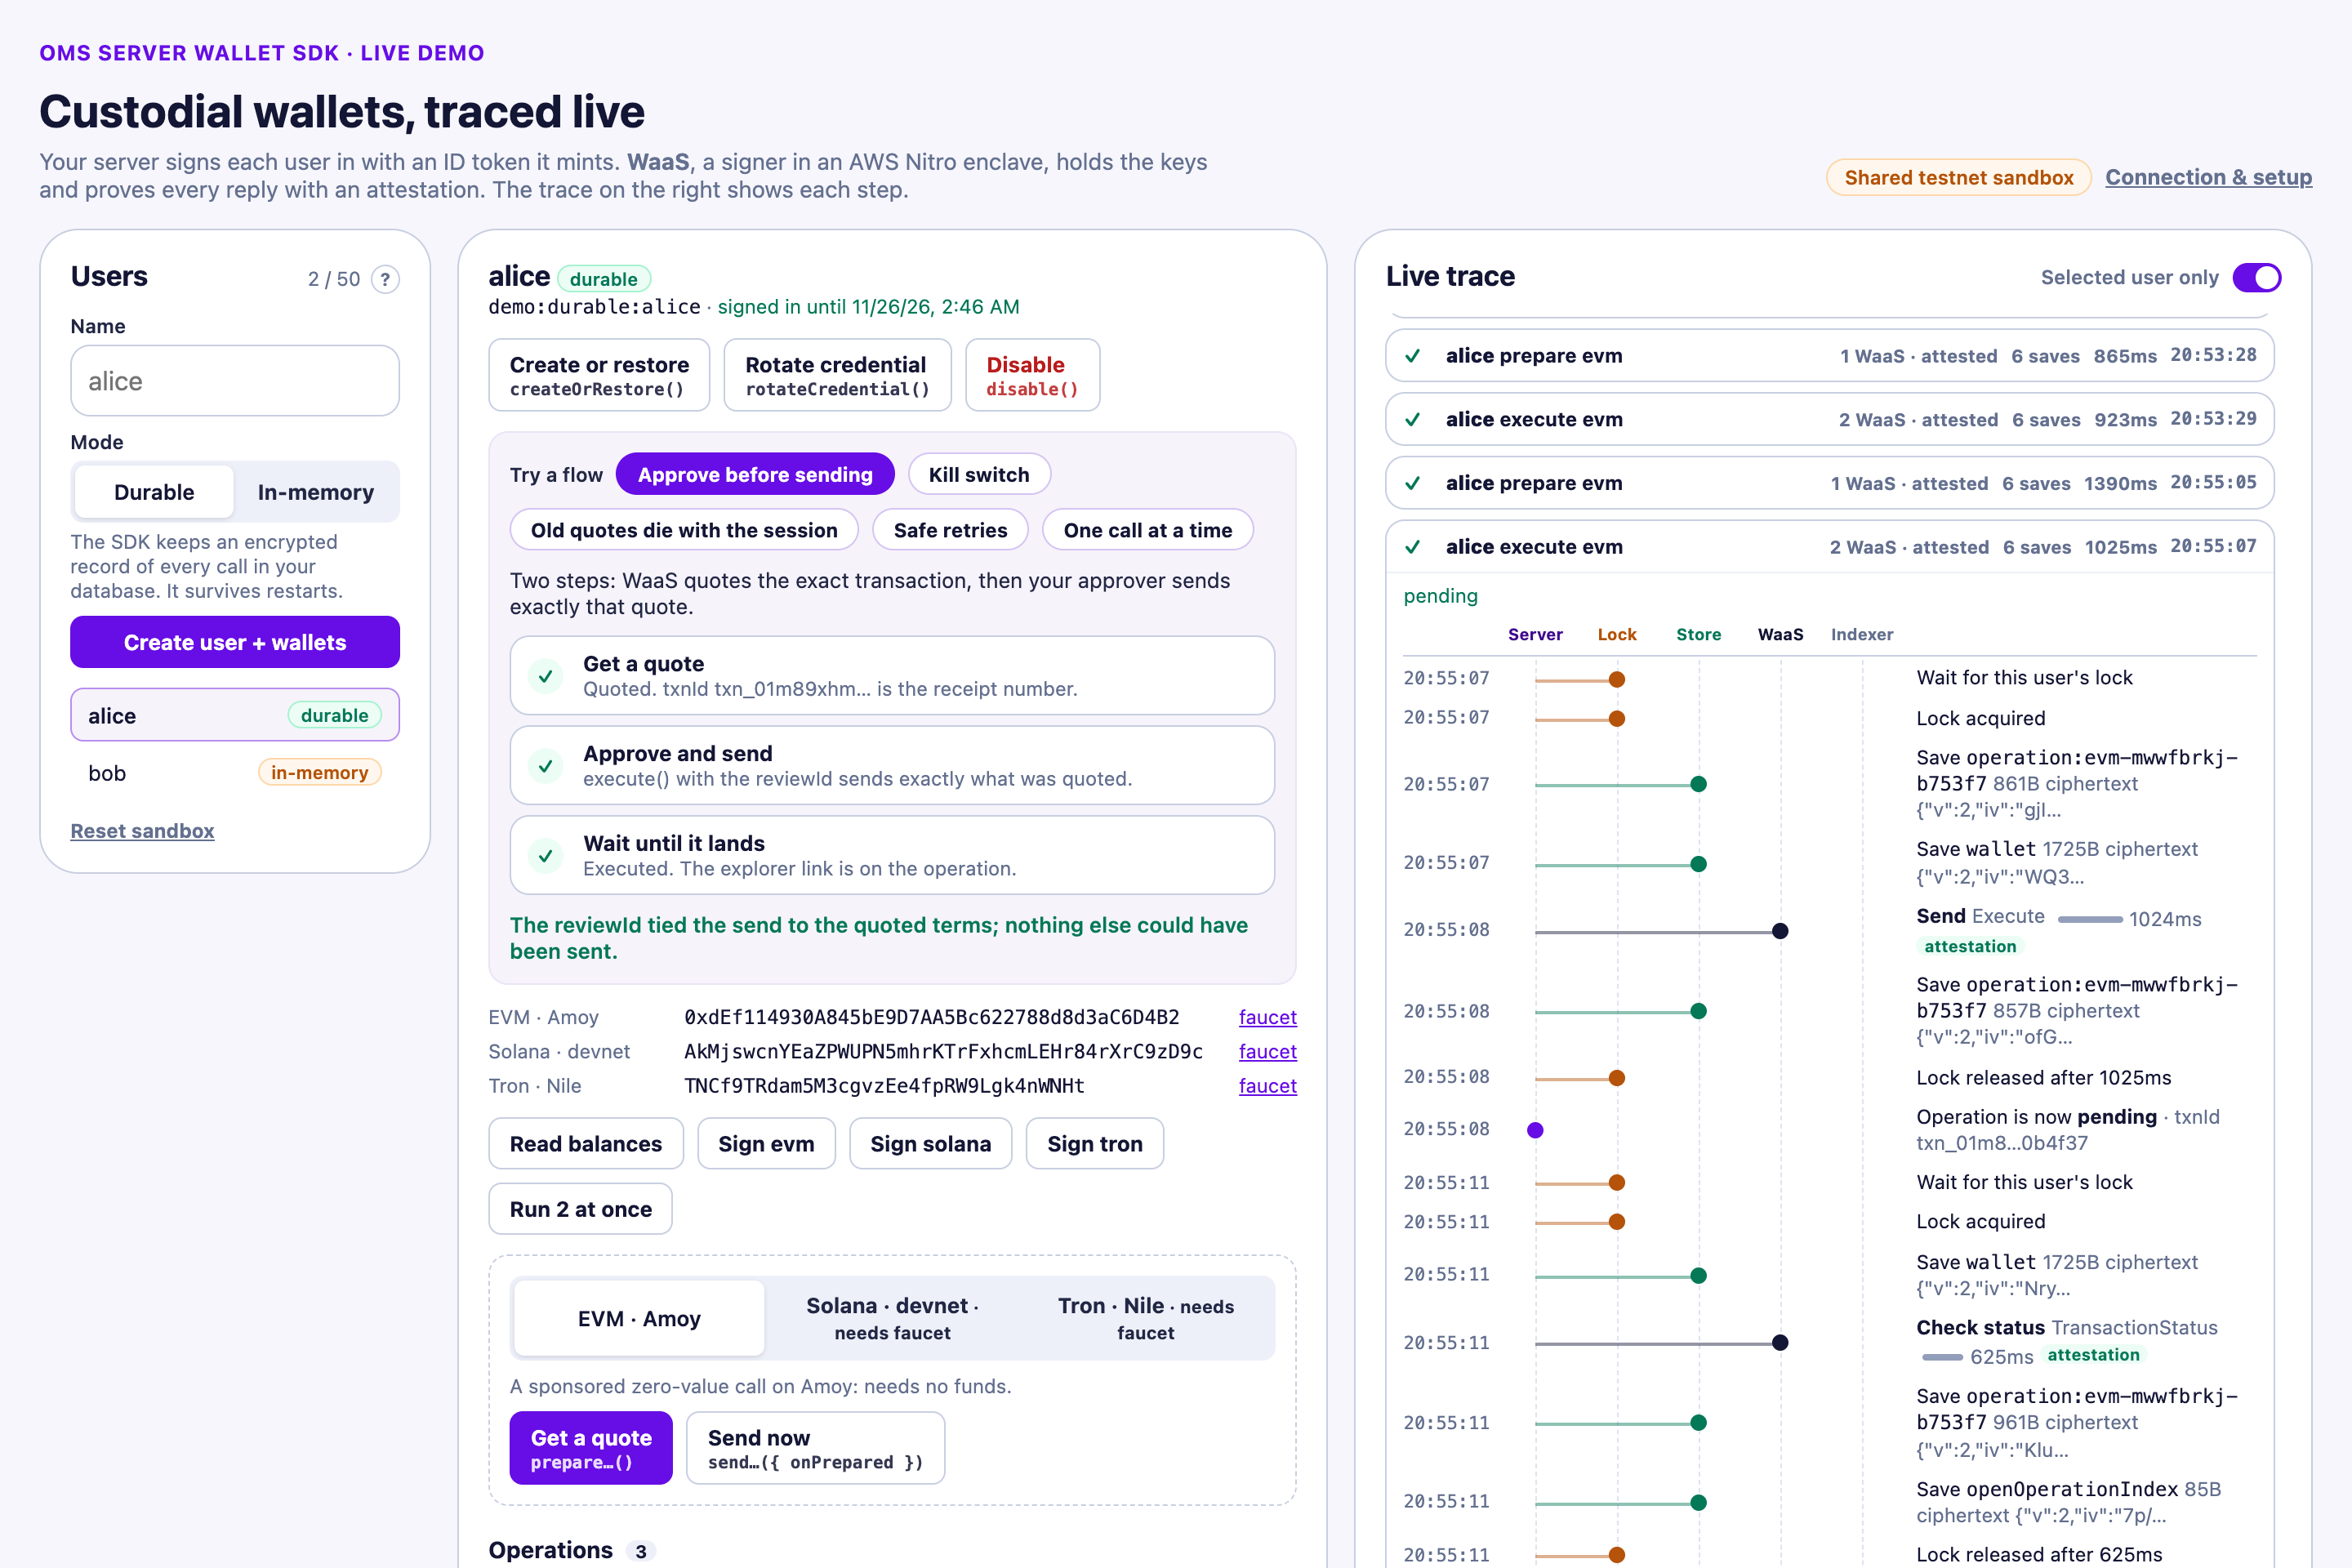 OMS SERVER WALLET SDK · LIVE DEMO
Custodial wallets, traced live
Your server signs each user in with an ID token it mints. WaaS, a signer in an AWS Nitro enclave, holds the keys
and proves every reply with an attestation. The trace on the right shows each step.
Shared testnet sandbox
Connection & setup
Users
2 / 50
?
Name
alice
Mode
Durable
In-memory
The SDK keeps an encrypted
record of every call in your
database. It survives restarts.
Create user + wallets
alice durable
bob in-memory
Reset sandbox
alice durable
demo:durable:alice · signed in until 11/26/26, 2:46 AM
Create or restore
createOrRestore()
Rotate credential
rotateCredential()
Disable
disable()
Try a flow
Approve before sending
Kill switch
Old quotes die with the session
Safe retries
One call at a time
Two steps: WaaS quotes the exact transaction, then your approver sends
exactly that quote.
Get a quote
Quoted. txnId txn_01m89xhm... is the receipt number.
Approve and send
execute() with the reviewId sends exactly what was quoted.
Wait until it lands
Executed. The explorer link is on the operation.
The reviewId tied the send to the quoted terms; nothing else could have
been sent.
EVM · Amoy 0xdEf114930A845bE9D7AA5Bc622788d8d3aC6D4B2 faucet
Solana · devnet AkMjswcnYEaZPWUPN5mhrKTrFxhcmLEHr84rXrC9zD9c faucet
Tron · Nile TNCf9TRdam5M3cgvzEe4fpRW9Lgk4nWNHt faucet
Read balances
Sign evm
Sign solana
Sign tron
Run 2 at once
EVM · Amoy
Solana · devnet ·
needs faucet
Tron · Nile · needs
faucet
A sponsored zero-value call on Amoy: needs no funds.
Get a quote
prepare…()
Send now
send…({ onPrepared })
Operations 3
Live trace
Selected user only
alice prepare evm 1 WaaS · attested 6 saves 865ms 20:53:28
alice execute evm 2 WaaS · attested 6 saves 923ms 20:53:29
alice prepare evm 1 WaaS · attested 6 saves 1390ms 20:55:05
alice execute evm 2 WaaS · attested 6 saves 1025ms 20:55:07
pending
Server Lock Store WaaS Indexer
20:55:07 Wait for this user's lock
20:55:07 Lock acquired
20:55:07 Save operation:evm-mwwfbrkj-
b753f7 861B ciphertext
{"v":2,"iv":"gjI...
20:55:07 Save wallet 1725B ciphertext
{"v":2,"iv":"WQ3...
20:55:08 Send Execute 1024ms
attestation
20:55:08 Save operation:evm-mwwfbrkj-
b753f7 857B ciphertext
{"v":2,"iv":"ofG...
20:55:08 Lock released after 1025ms
20:55:08 Operation is now pending · txnId
txn_01m8...0b4f37
20:55:11 Wait for this user's lock
20:55:11 Lock acquired
20:55:11 Save wallet 1725B ciphertext
{"v":2,"iv":"Nry...
20:55:11 Check status TransactionStatus
625ms attestation
20:55:11 Save operation:evm-mwwfbrkj-
b753f7 961B ciphertext
{"v":2,"iv":"Klu...
20:55:11 Save openOperationIndex 85B
ciphertext {"v":2,"iv":"7p/...
20:55:11 Lock released after 625ms